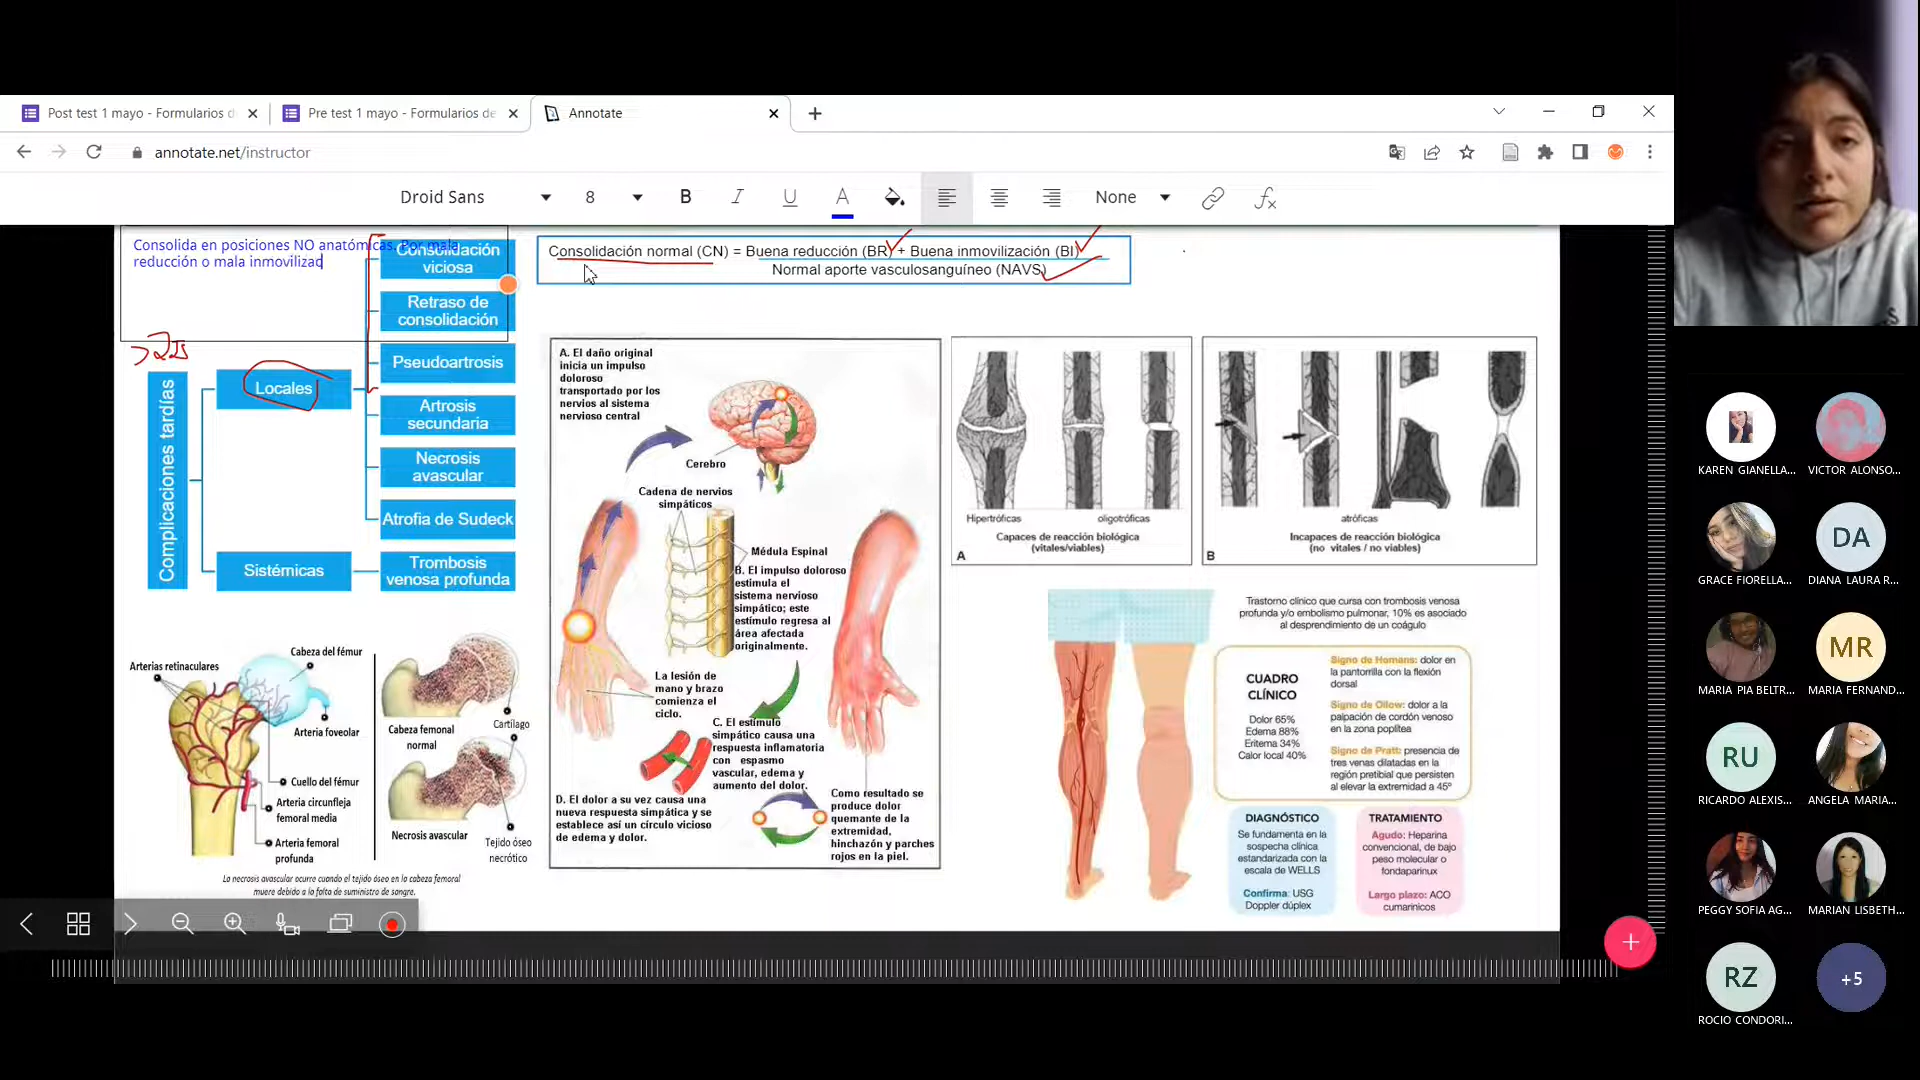 Post test 1 mayo - Formularios d
Pre test 1 mayo - Formularios de
Annotate
annotate.net/instructor
Droid Sans
8
B
I
U
A
None
Consolida en posiciones NO anatómicas. Por mala
reducción o mala inmovilizad
Consolidación
viciosa
Retraso de
consolidación
Pseudoartrosis
Artrosis
secundaria
Necrosis
avascular
Atrofia de Sudeck
Trombosis
venosa profunda
Locales
Sistémicas
Complicaciones tardías
Consolidación normal (CN) = Buena reducción (BR) + Buena inmovilización (BI)
Normal aporte vasculosanguíneo (NAVS)
A. El daño original
inicia un impulso
doloroso
transportado por los
nervios al sistema
nervioso central
Cerebro
Cadena de nervios
simpáticos
Médula Espinal
B. El impulso doloroso
estimula el
sistema nervioso
simpático; este
estímulo regresa al
área afectada
originalmente.
La lesión de
mano y brazo
comienza el
ciclo.
C. El estímulo
simpático causa una
respuesta inflamatoria
con espasmo
vascular, edema y
aumento del dolor.
D. El dolor a su vez causa una
nueva respuesta simpática y se
establece así un círculo vicioso
de edema y dolor.
Como resultado se
produce dolor
quemante de la
extremidad,
hinchazón y parches
rojos en la piel.
Hipertróficas
oligotróficas
Capaces de reacción biológica
(vitales/viables)
A
atróficas
Incapaces de reacción biológica
(no vitales / no viables)
B
Arterias retinaculares
Cabeza del fémur
Arteria foveolar
Cuello del fémur
Arteria circunfleja
femoral media
Arteria femoral
profunda
Cabeza femoral
normal
Cartílago
Necrosis avascular
Tejido óseo
necrótico
La necrosis avascular ocurre cuando el tejido óseo en la cabeza femoral
muere debido a la falta de suministro de sangre.
Trastorno clínico que cursa con trombosis venosa
profunda y/o embolismo pulmonar, 10% es asociado
al desprendimiento de un coágulo
CUADRO
CLÍNICO
Dolor 65%
Edema 88%
Eritema 34%
Calor local 40%
Signo de Homans: dolor en
la pantorrilla con la flexión
dorsal
Signo de Ollow: dolor a la
palpación de cordón venoso
en la zona poplítea
Signo de Pratt: presencia de
tres venas dilatadas en la
región pretibial que persisten
al elevar la extremidad a 45º
DIAGNÓSTICO
Se fundamenta en la
sospecha clínica
estandarizada con la
escala de WELLS
Confirma: USG
Doppler dúplex
TRATAMIENTO
Agudo: Heparina
convencional, de bajo
peso molecular o
fondaparinux
Largo plazo: ACO
cumarínicos
KAREN GIANELLA...
VICTOR ALONSO...
GRACE FIORELLA...
DA
DIANA LAURA R...
MARIA PIA BELTR...
MR
MARIA FERNAND...
RU
RICARDO ALEXIS...
ANGELA MARIA...
PEGGY SOFIA AG...
MARIAN LISBETH...
RZ
ROCIO CONDORI...
+5